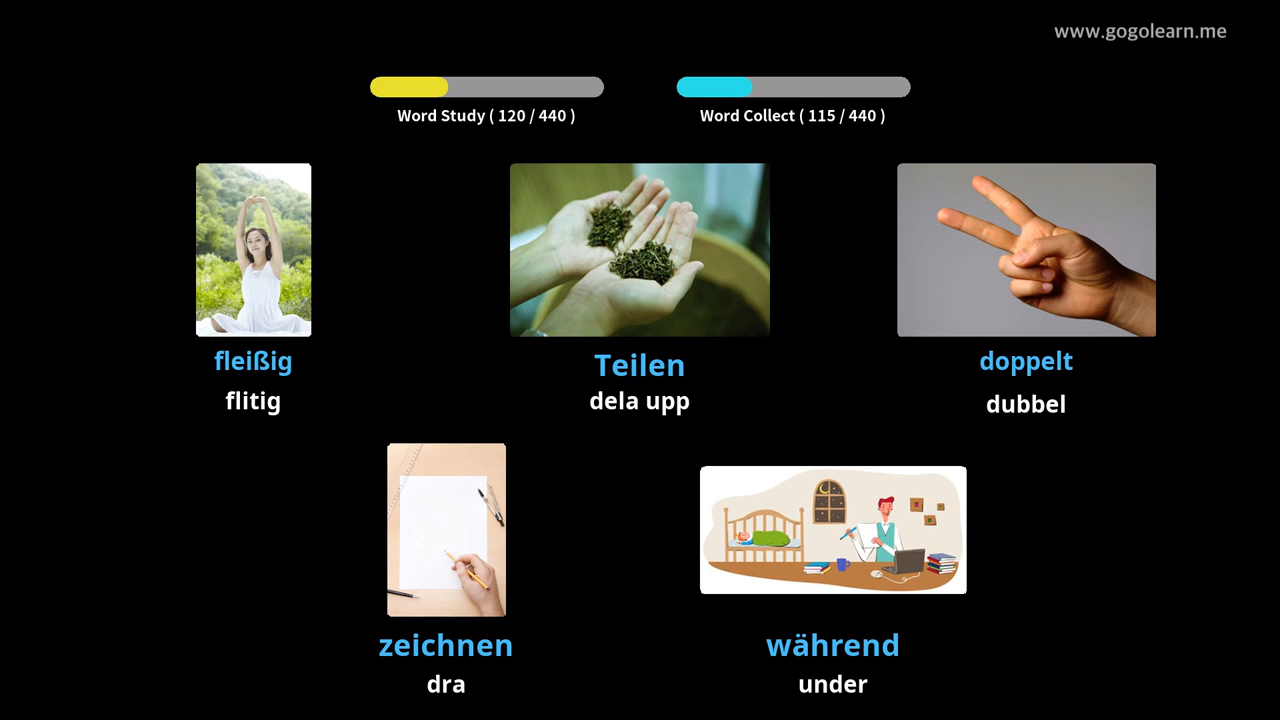 www.gogolearn.me
Word Study ( 120 / 440 )
Word Collect ( 115 / 440 )
fleißig
flitig
Teilen
dela upp
doppelt
dubbel
zeichnen
dra
während
under